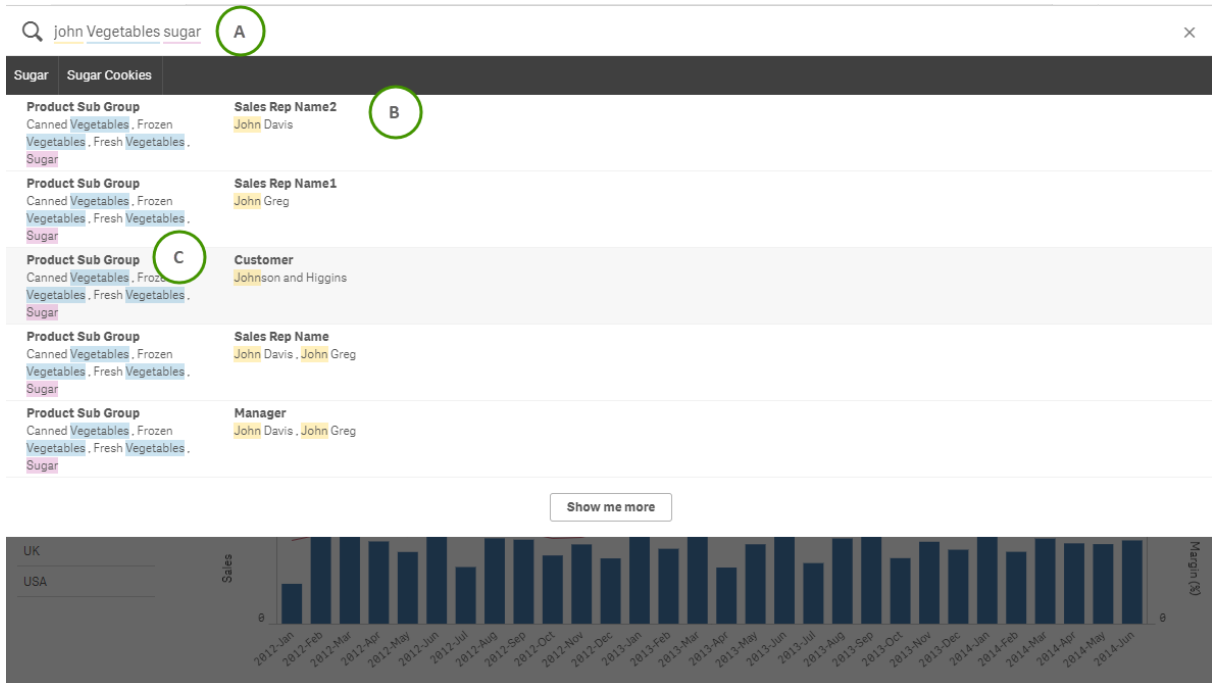 john Vegetables sugar A
Sugar Sugar Cookies
Product Sub Group Sales Rep Name2 B
Canned Vegetables , Frozen John Davis
Vegetables , Fresh Vegetables ,
Sugar
Product Sub Group Sales Rep Name1
Canned Vegetables , Frozen John Greg
Vegetables , Fresh Vegetables ,
Sugar
Product Sub Group C Customer
Canned Vegetables , Froze Johnson and Higgins
Vegetables , Fresh Vegetables ,
Sugar
Product Sub Group Sales Rep Name
Canned Vegetables , Frozen John Davis , John Greg
Vegetables , Fresh Vegetables ,
Sugar
Product Sub Group Manager
Canned Vegetables , Frozen John Davis , John Greg
Vegetables , Fresh Vegetables ,
Sugar
Show me more
UK
USA
Sales
Margin (%)
0 0
2012-Jan 2012-Feb 2012-Mar 2012-Apr 2012-May 2012-Jun 2012-Jul 2012-Aug 2012-Sep 2012-Oct 2012-Nov 2012-Dec 2013-Jan 2013-Feb 2013-Mar 2013-Apr 2013-May 2013-Jun 2013-Jul 2013-Aug 2013-Sep 2013-Oct 2013-Nov 2013-Dec 2014-Jan 2014-Feb 2014-Mar 2014-Apr 2014-May 2014-Jun